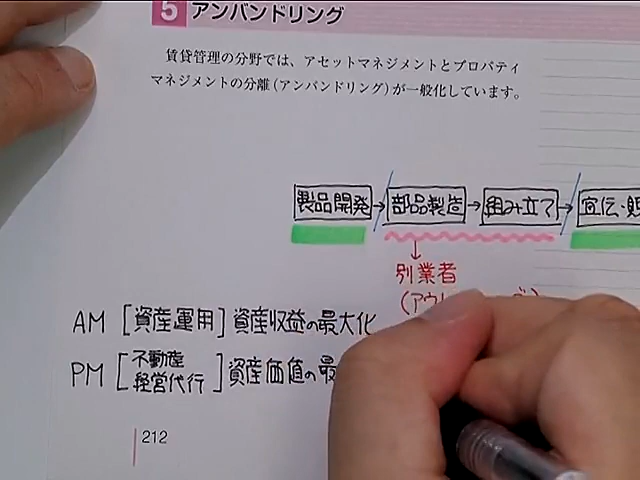 5 アンバンドリング
賃貸管理の分野では、アセットマネジメントとプロパティ
マネジメントの分離(アンバンドリング)が一般化しています。
製品開発→部品製造→組み立て→宣伝・販
別業者
(アウ
AM [資産運用] 資産収益の最大化
PM [不動産経営代行] 資産価値の最
212